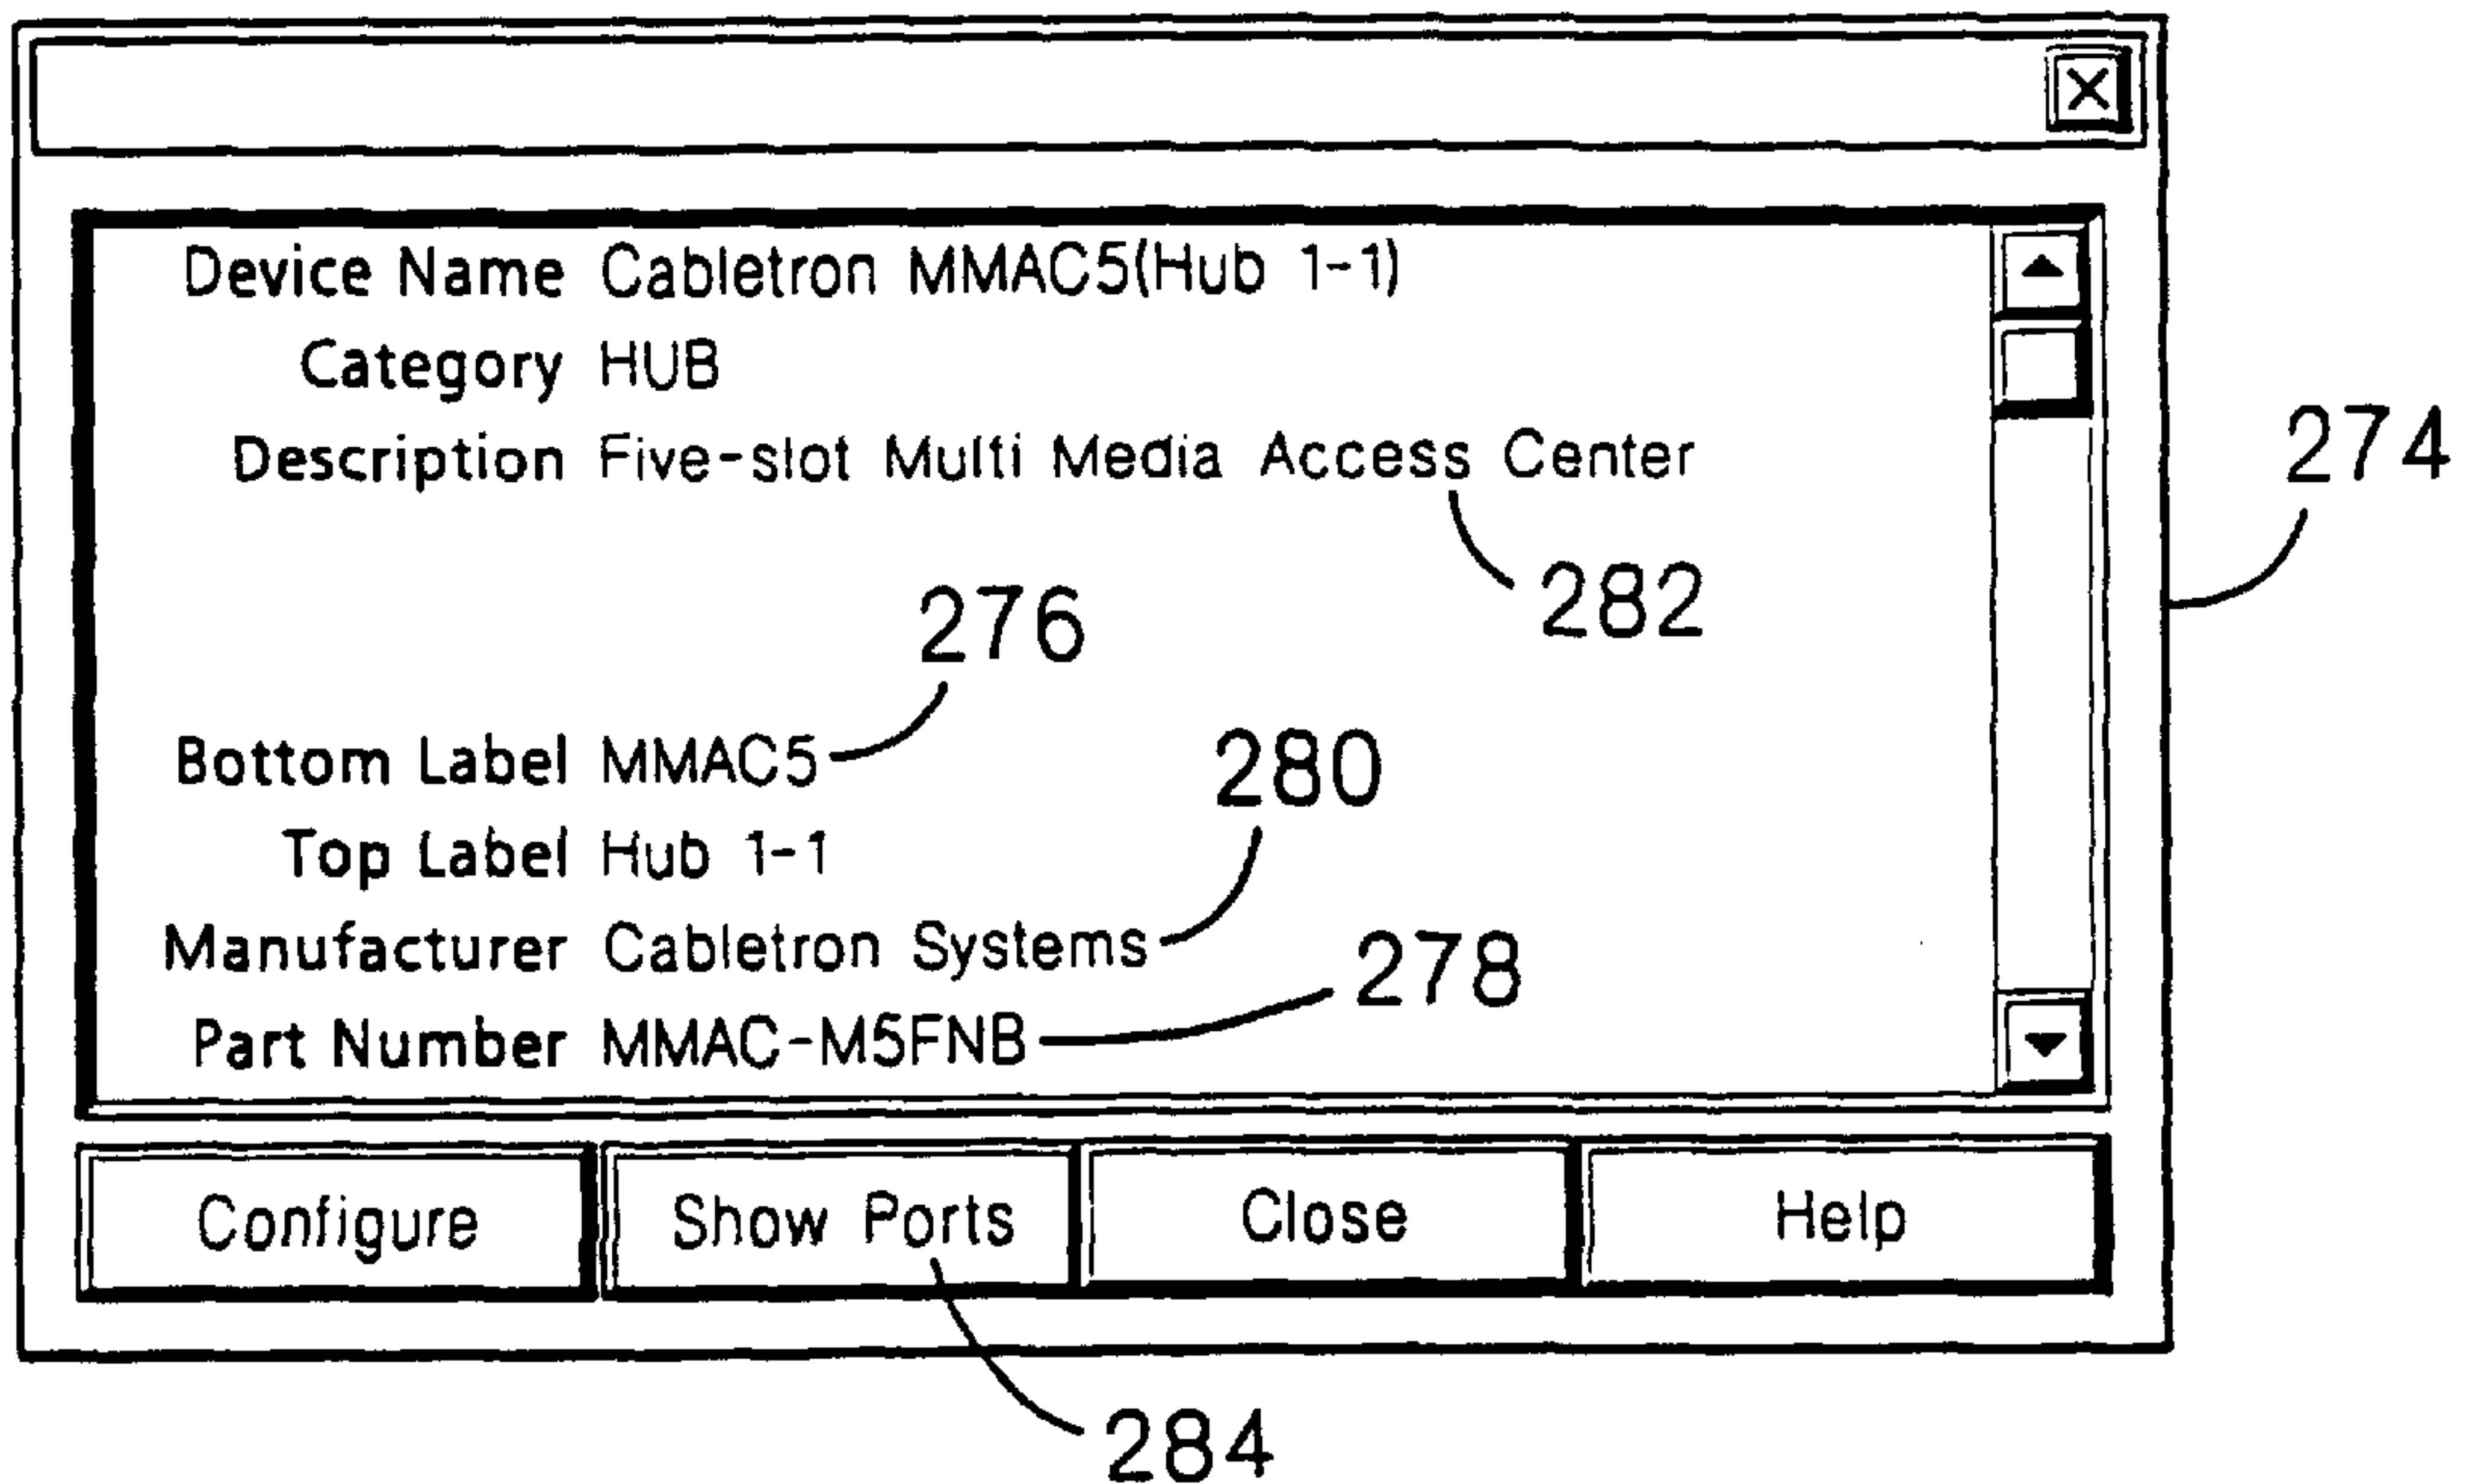 X
Device Name Cabletron MMAC5(Hub 1-1)
Category HUB
Description Five-slot Multi Media Access Center
274
282
276
Bottom Label MMAC5
280
Top Label Hub 1-1
Manufacturer Cabletron Systems
278
Part Number MMAC-M5FNB
Configure Show Ports Close Help
284